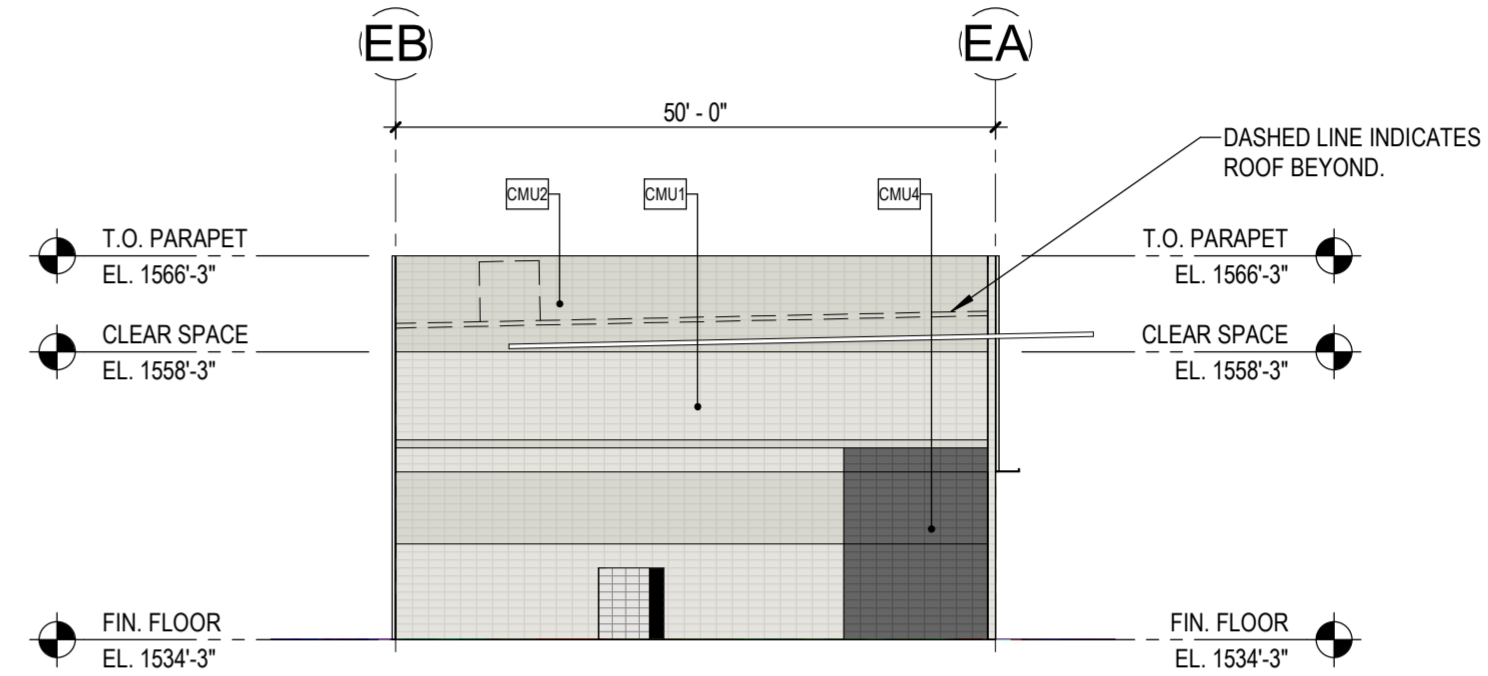 EB
EA
50' - 0"
DASHED LINE INDICATES
ROOF BEYOND.
CMU2
CMU1
CMU4
T.O. PARAPET
EL. 1566'-3"
T.O. PARAPET
EL. 1566'-3"
CLEAR SPACE
EL. 1558'-3"
CLEAR SPACE
EL. 1558'-3"
FIN. FLOOR
EL. 1534'-3"
FIN. FLOOR
EL. 1534'-3"